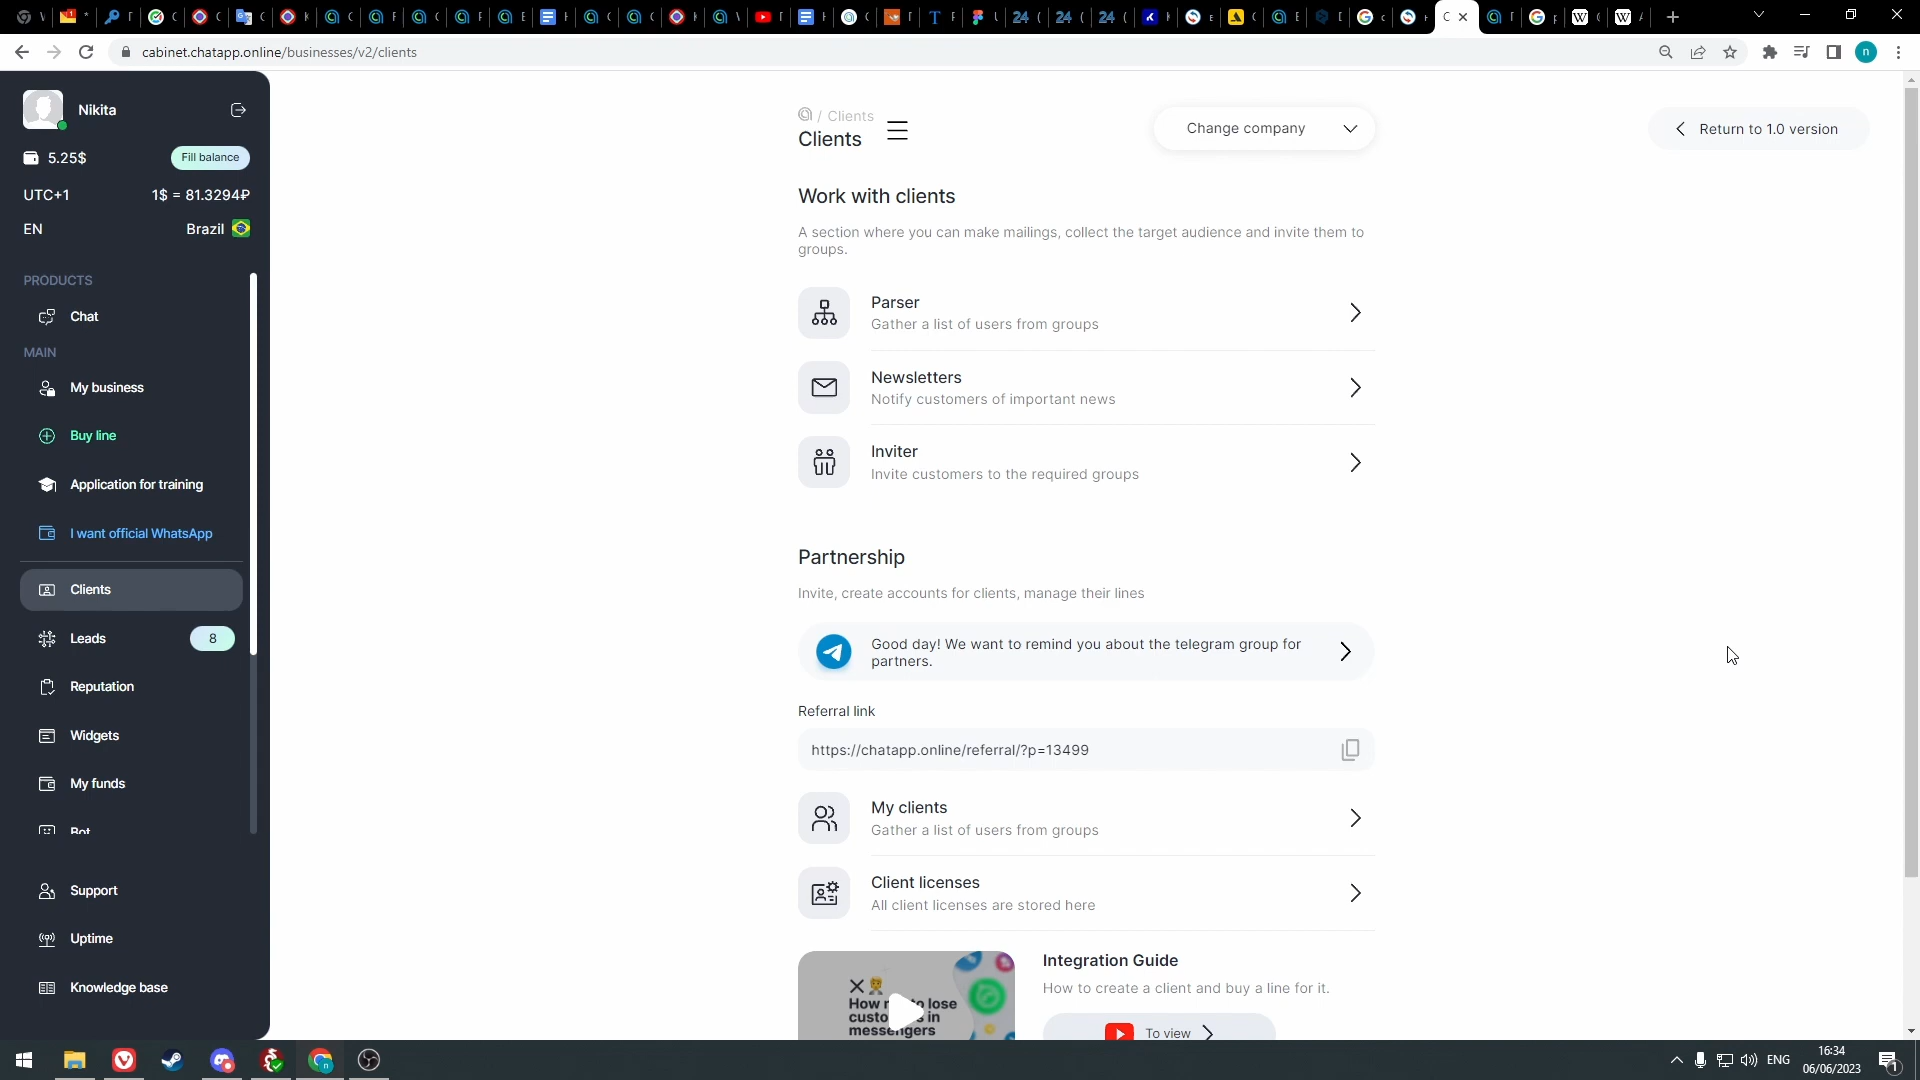 cabinet.chatapp.online/businesses/v2/clients
n
Nikita
5.25$
Fill balance
UTC+1
1$ = 81.3294₽
EN
Brazil
PRODUCTS
Chat
MAIN
My business
Buy line
Application for training
I want official WhatsApp
Clients
Leads
8
Reputation
Widgets
My funds
Bot
Support
Uptime
Knowledge base
/ Clients
Clients
Change company
Return to 1.0 version
Work with clients
A section where you can make mailings, collect the target audience and invite them to
groups.
Parser
Gather a list of users from groups
Newsletters
Notify customers of important news
Inviter
Invite customers to the required groups
Partnership
Invite, create accounts for clients, manage their lines
Good day! We want to remind you about the telegram group for
partners.
Referral link
https://chatapp.online/referral/?p=13499
My clients
Gather a list of users from groups
Client licenses
All client licenses are stored here
Integration Guide
How to create a client and buy a line for it.
To view
ENG
16:34
06/06/2023
1